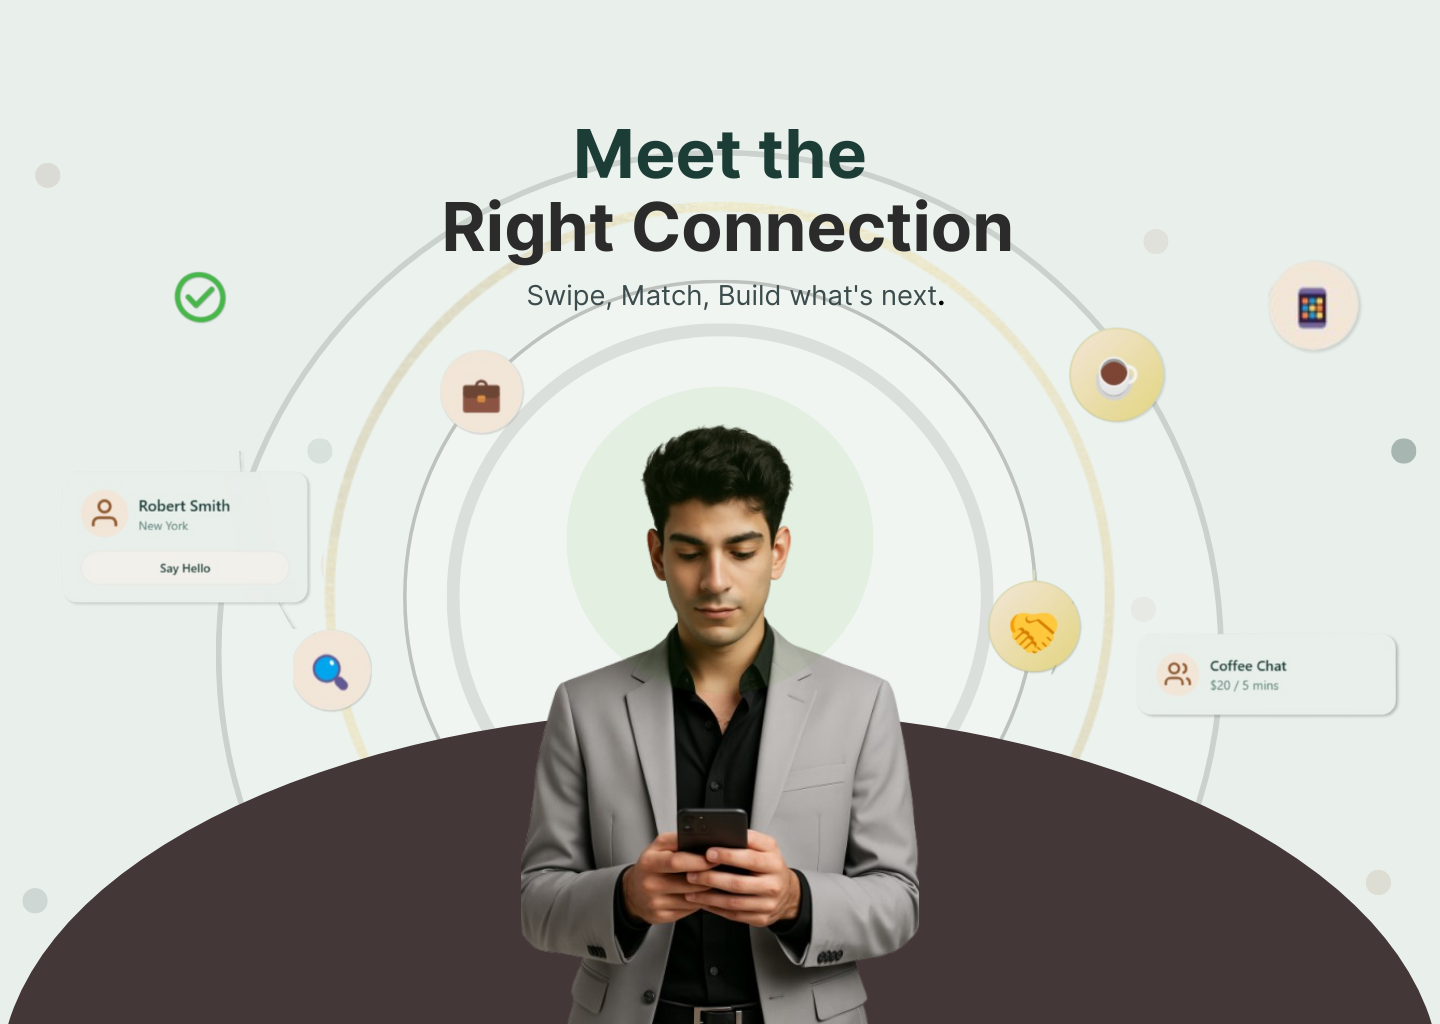 Meet the
Right Connection
Swipe, Match, Build what's next.
Robert Smith
New York
Say Hello
Coffee Chat
$20 / 5 mins